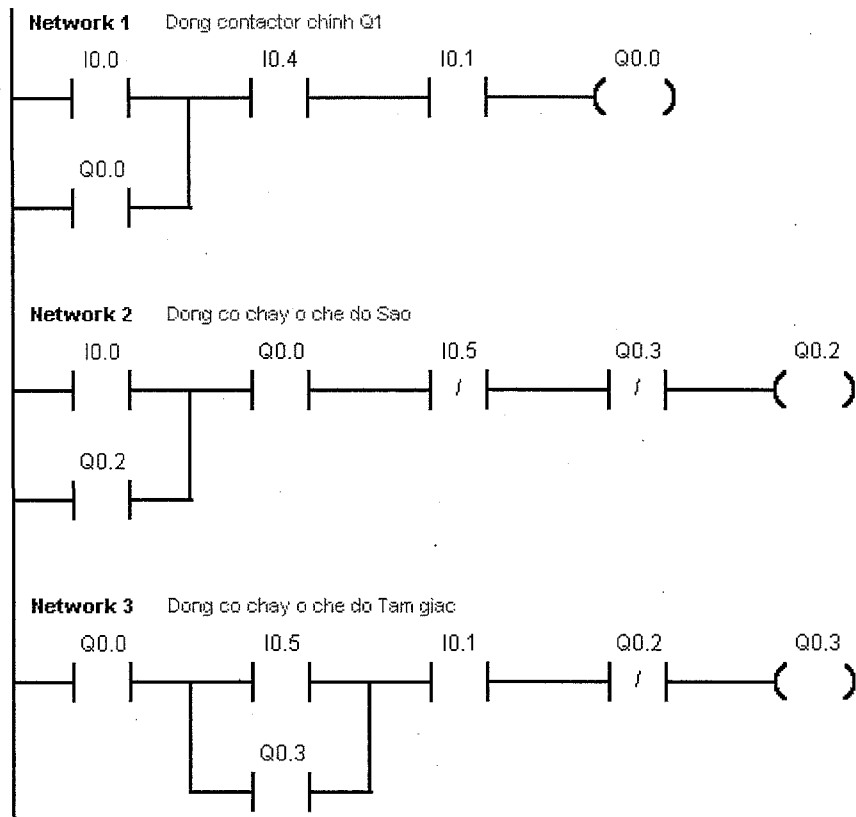 Network 1 Dong contactor chinh Q1
I0.0 I0.4 I0.1 Q0.0
Q0.0
Network 2 Dong co chay o che do Sao
I0.0 Q0.0 I0.5 Q0.3 Q0.2
/ /
Q0.2
Network 3 Dong co chay o che do Tam giac
Q0.0 I0.5 I0.1 Q0.2 Q0.3
/
Q0.3